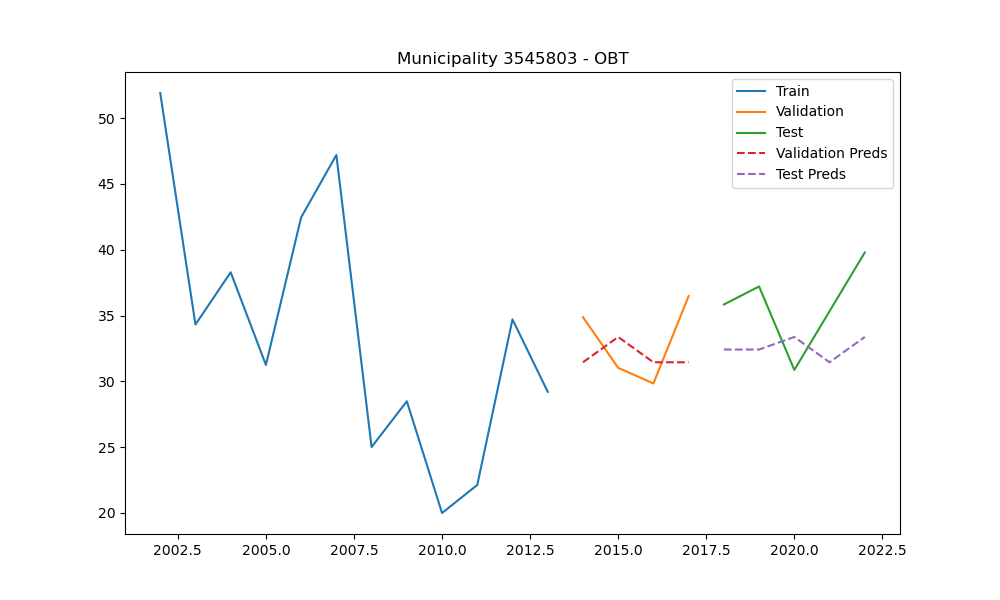 Municipality 3545803 - OBT
Train
Validation
Test
Validation Preds
Test Preds
50
45
40
35
30
25
20
2002.5 2005.0 2007.5 2010.0 2012.5 2015.0 2017.5 2020.0 2022.5